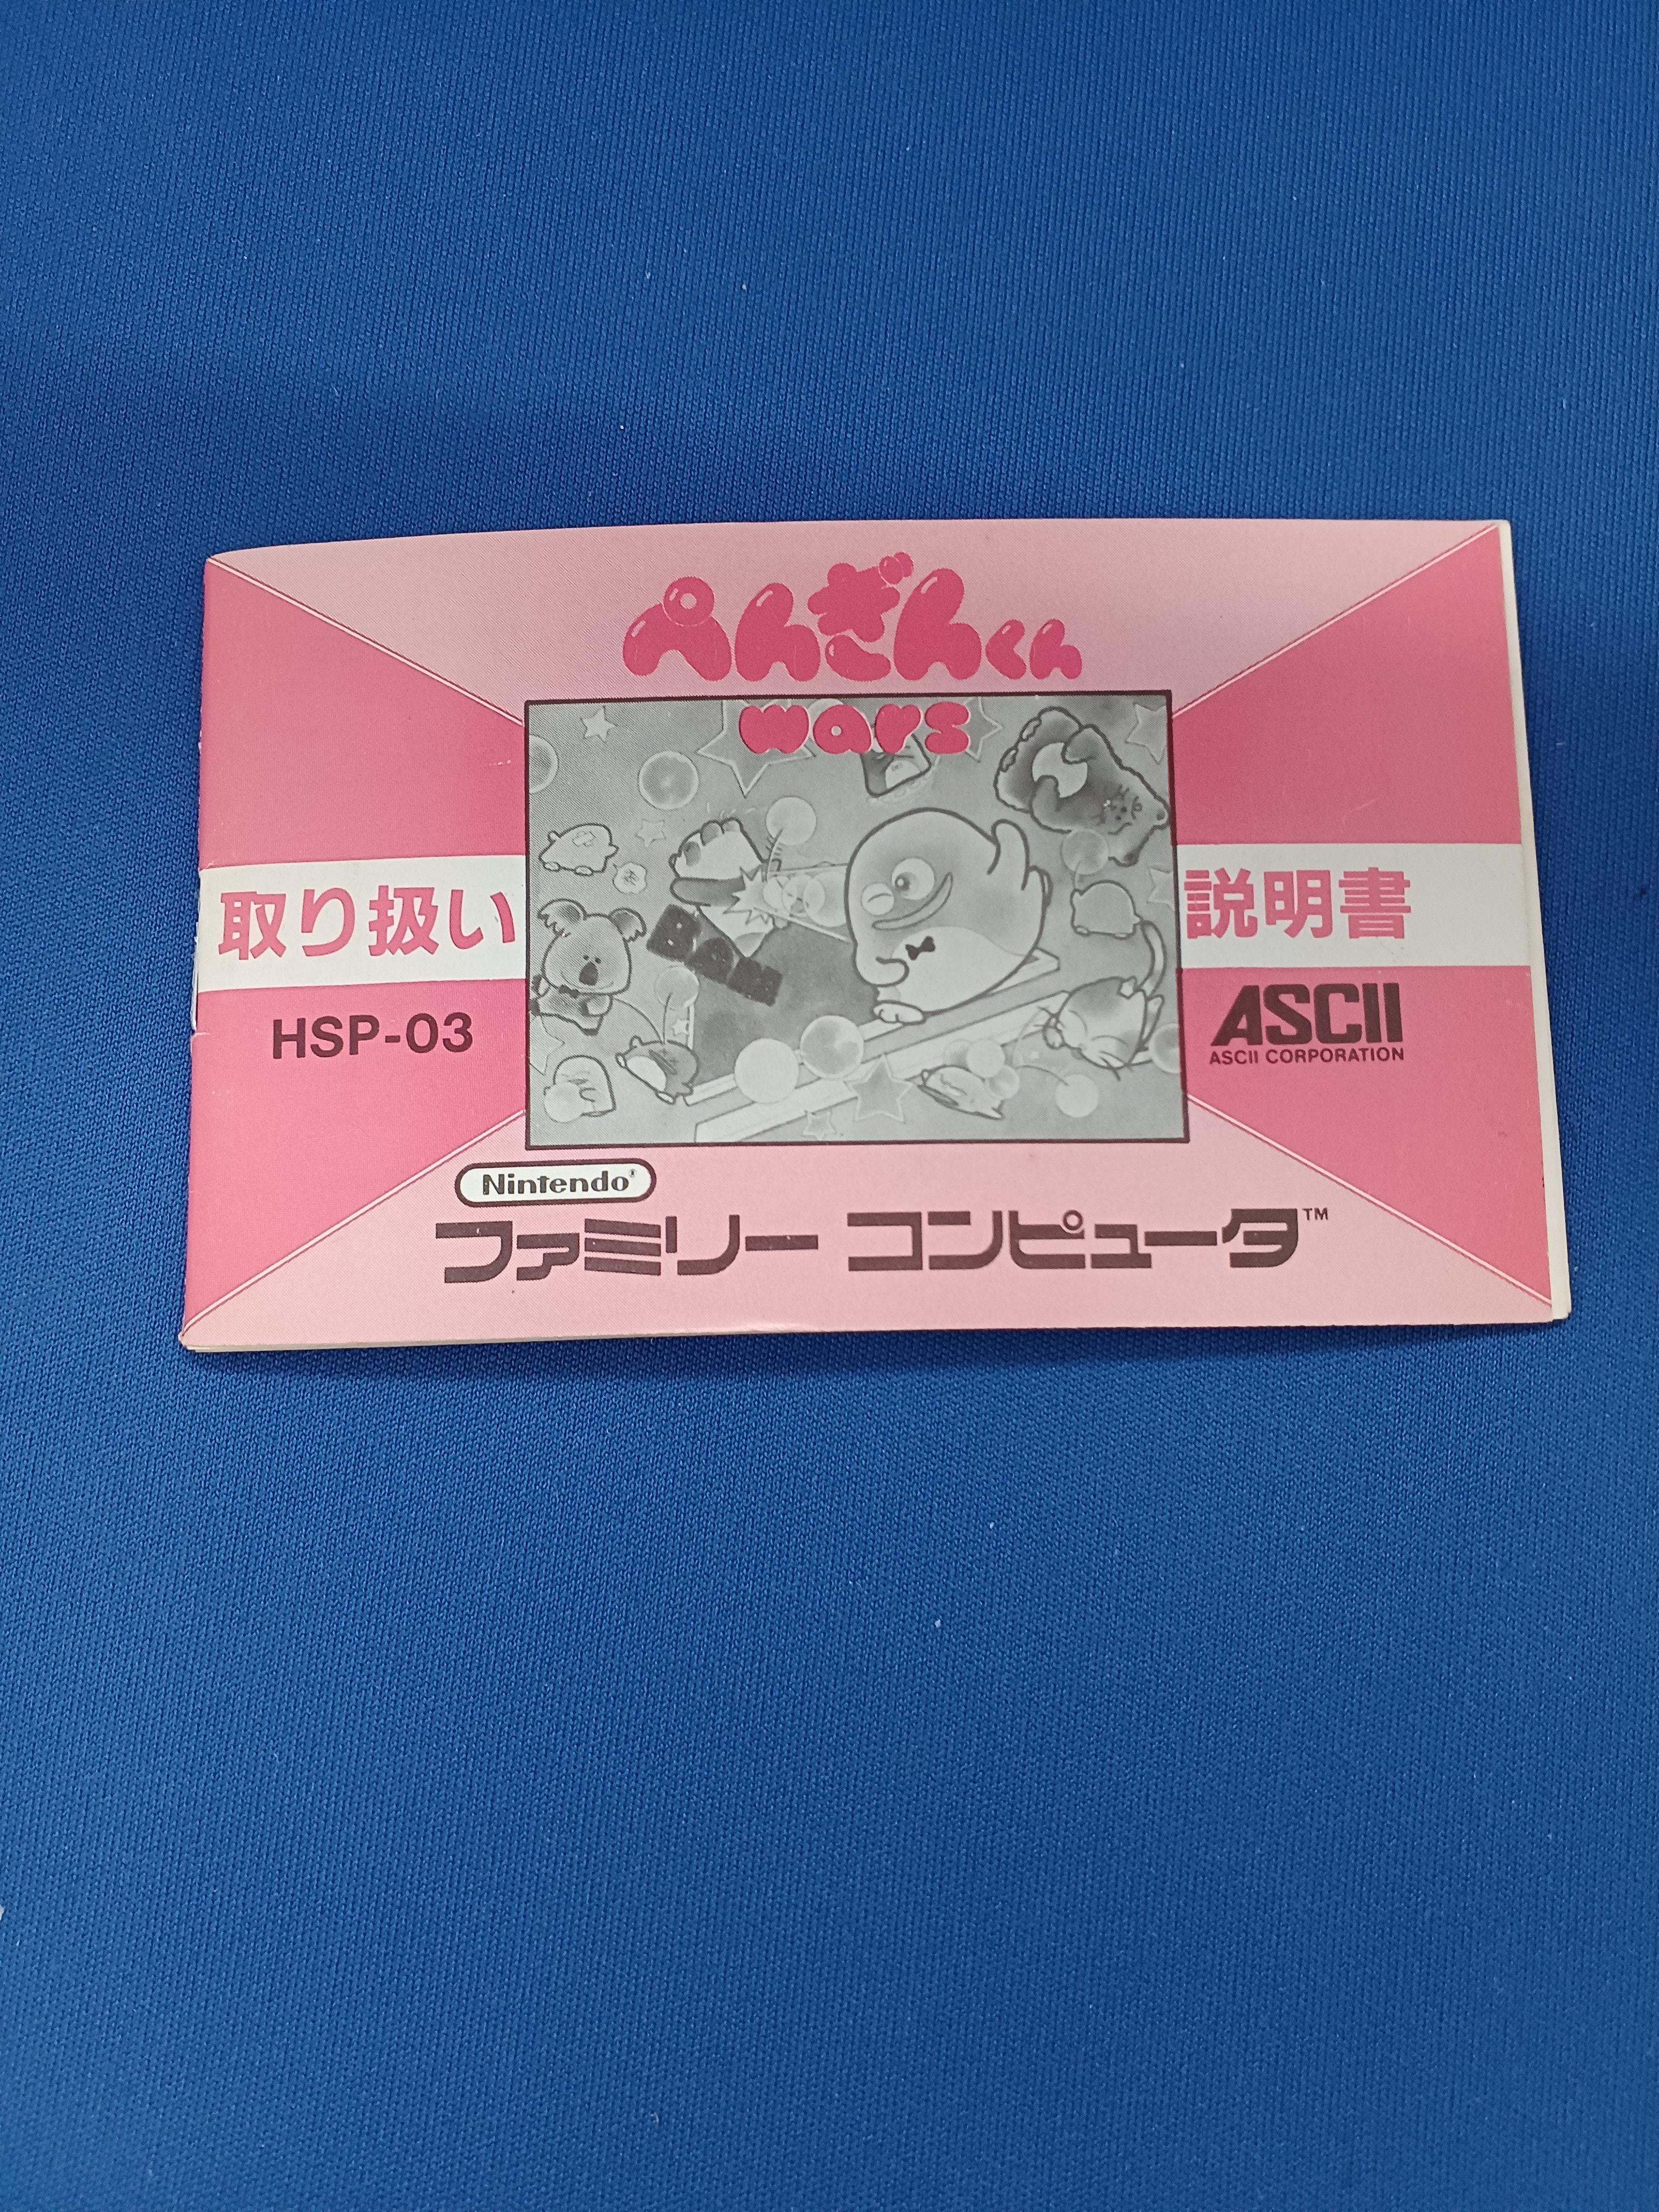 ぺんぎんくん
wars
取り扱い 説明書
BOM
HSP-03
ASCII
ASCII CORPORATION
Nintendo®
ファミリー コンピュータ™